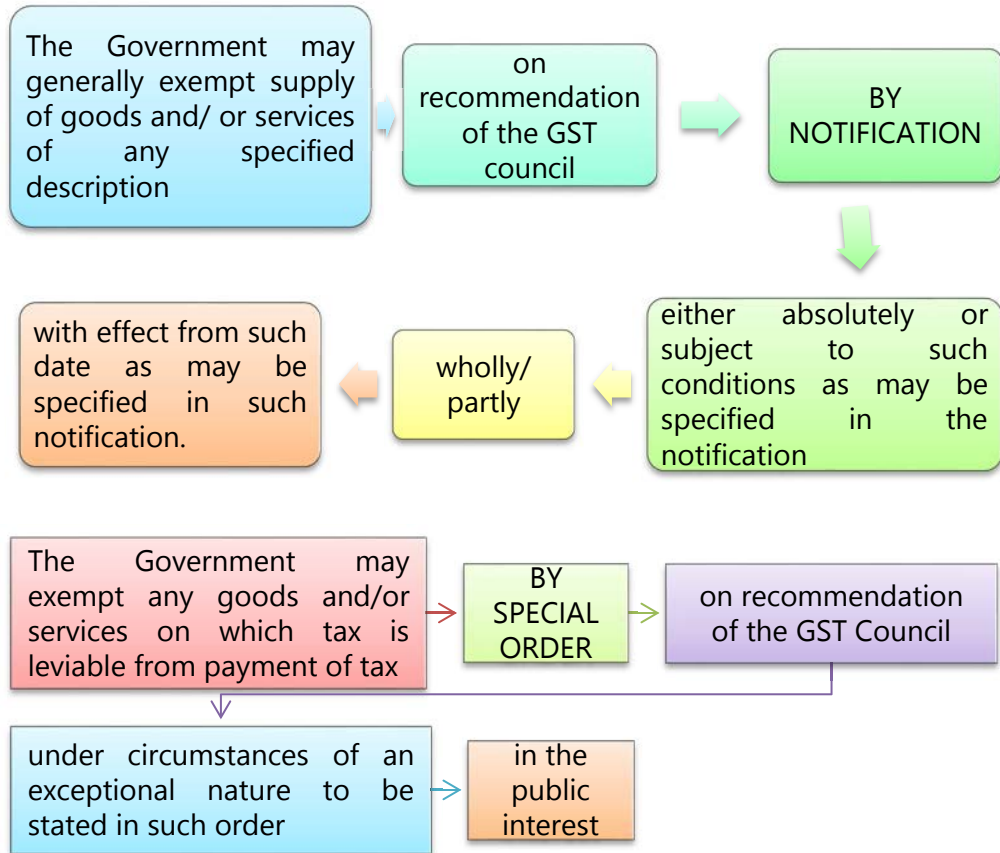 The Government may
generally exempt supply
of goods and/ or services
of any specified
description
on
recommendation
of the GST
council
BY
NOTIFICATION
either absolutely or
subject to such
conditions as may be
specified in the
notification
wholly/
partly
with effect from such
date as may be
specified in such
notification.
The Government may
exempt any goods and/or
services on which tax is
leviable from payment of tax
BY
SPECIAL
ORDER
on recommendation
of the GST Council
under circumstances of an
exceptional nature to be
stated in such order
in the
public
interest